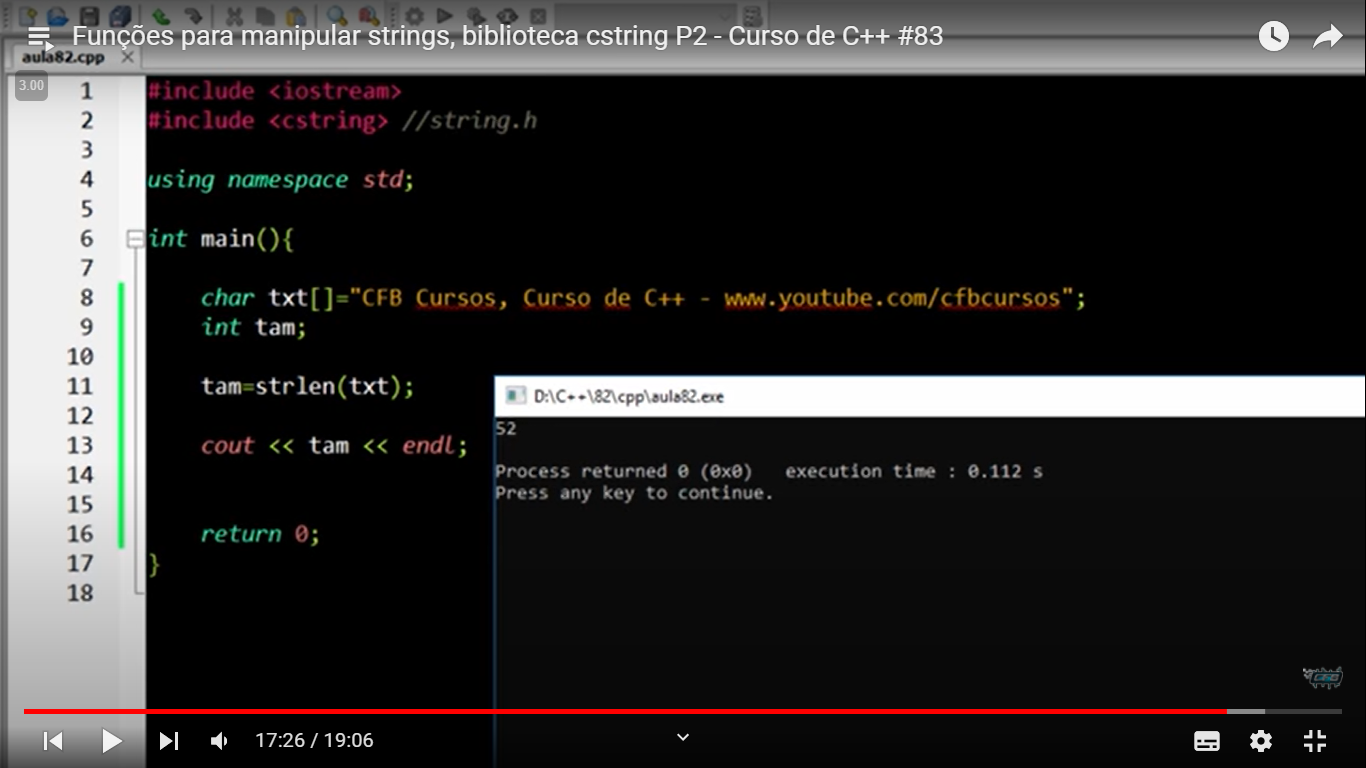 Funções para manipular strings, biblioteca cstring P2 - Curso de C++ #83
aula82.cpp
3.00
1 #include <iostream>
2 #include <cstring> //string.h
3
4 using namespace std;
5
6 int main(){
7
8 char txt[]="CFB Cursos, Curso de C++ - www.youtube.com/cfbcursos";
9 int tam;
10
11 tam=strlen(txt);
12
13 cout << tam << endl;
14
15
16 return 0;
17 }
18
D:\C++\82\cpp\aula82.exe
52
Process returned 0 (0x0) execution time : 0.112 s
Press any key to continue.
17:26 / 19:06